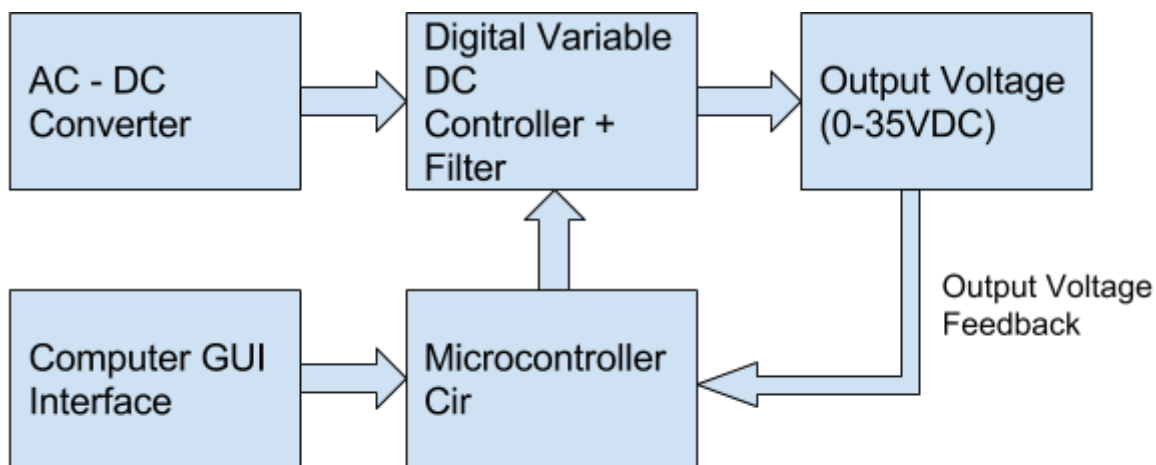 AC - DC
Converter
Digital Variable
DC
Controller +
Filter
Output Voltage
(0-35VDC)
Computer GUI
Interface
Microcontroller
Cir
Output Voltage
Feedback